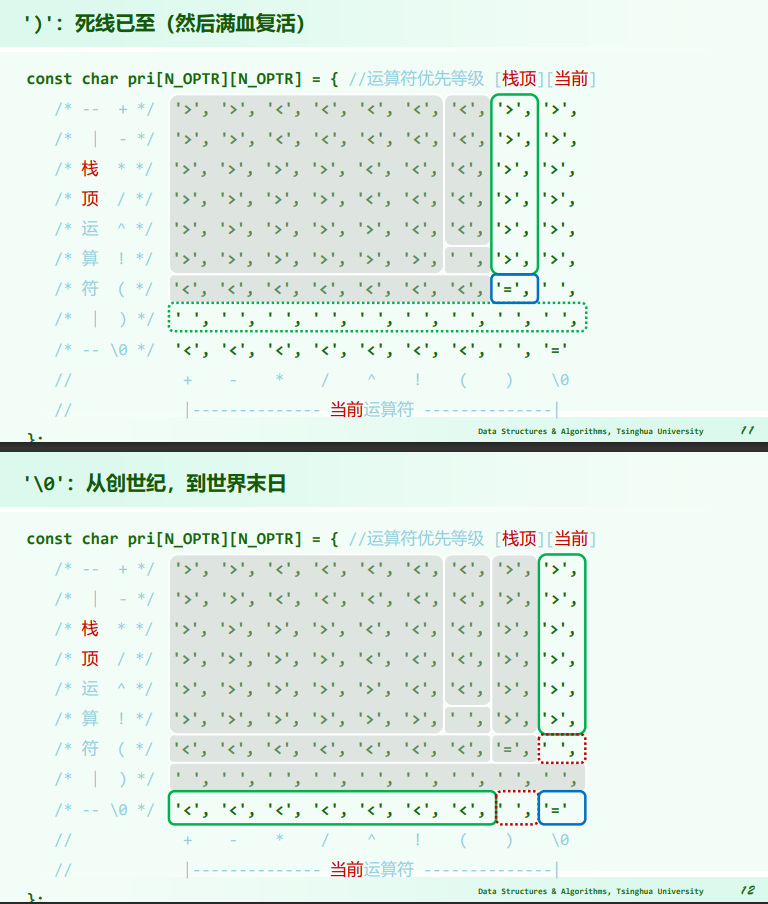 ')': 死线已至（然后满血复活）
const char pri[N_OPTR][N_OPTR] = { //运算符优先等级 [栈顶][当前]
/* -- + */ '>', '>', '<', '<', '<', '<', '<', '>', '>',
/* | - */ '>', '>', '<', '<', '<', '<', '<', '>', '>',
/* 栈 * */ '>', '>', '>', '>', '<', '<', '<', '>', '>',
/* 顶 / */ '>', '>', '>', '>', '<', '<', '<', '>', '>',
/* 运 ^ */ '>', '>', '>', '>', '>', '<', '<', '>', '>',
/* 算 ! */ '>', '>', '>', '>', '>', '>', ' ', '>', '>',
/* 符 ( */ '<', '<', '<', '<', '<', '<', '<', '=', ' ',
/* | ) */ ' ', ' ', ' ', ' ', ' ', ' ', ' ', ' ', ' ',
/* -- \0 */ '<', '<', '<', '<', '<', '<', '<', ' ', '='
// + - * / ^ ! ( ) \0
// |------------- 当前运算符 -------------|
};
Data Structures & Algorithms, Tsinghua University 11
'\0': 从创世纪，到世界末日
const char pri[N_OPTR][N_OPTR] = { //运算符优先等级 [栈顶][当前]
/* -- + */ '>', '>', '<', '<', '<', '<', '<', '>', '>',
/* | - */ '>', '>', '<', '<', '<', '<', '<', '>', '>',
/* 栈 * */ '>', '>', '>', '>', '<', '<', '<', '>', '>',
/* 顶 / */ '>', '>', '>', '>', '<', '<', '<', '>', '>',
/* 运 ^ */ '>', '>', '>', '>', '>', '<', '<', '>', '>',
/* 算 ! */ '>', '>', '>', '>', '>', '>', ' ', '>', '>',
/* 符 ( */ '<', '<', '<', '<', '<', '<', '<', '=', ' ',
/* | ) */ ' ', ' ', ' ', ' ', ' ', ' ', ' ', ' ', ' ',
/* -- \0 */ '<', '<', '<', '<', '<', '<', '<', ' ', '='
// + - * / ^ ! ( ) \0
// |------------- 当前运算符 -------------|
};
Data Structures & Algorithms, Tsinghua University 12